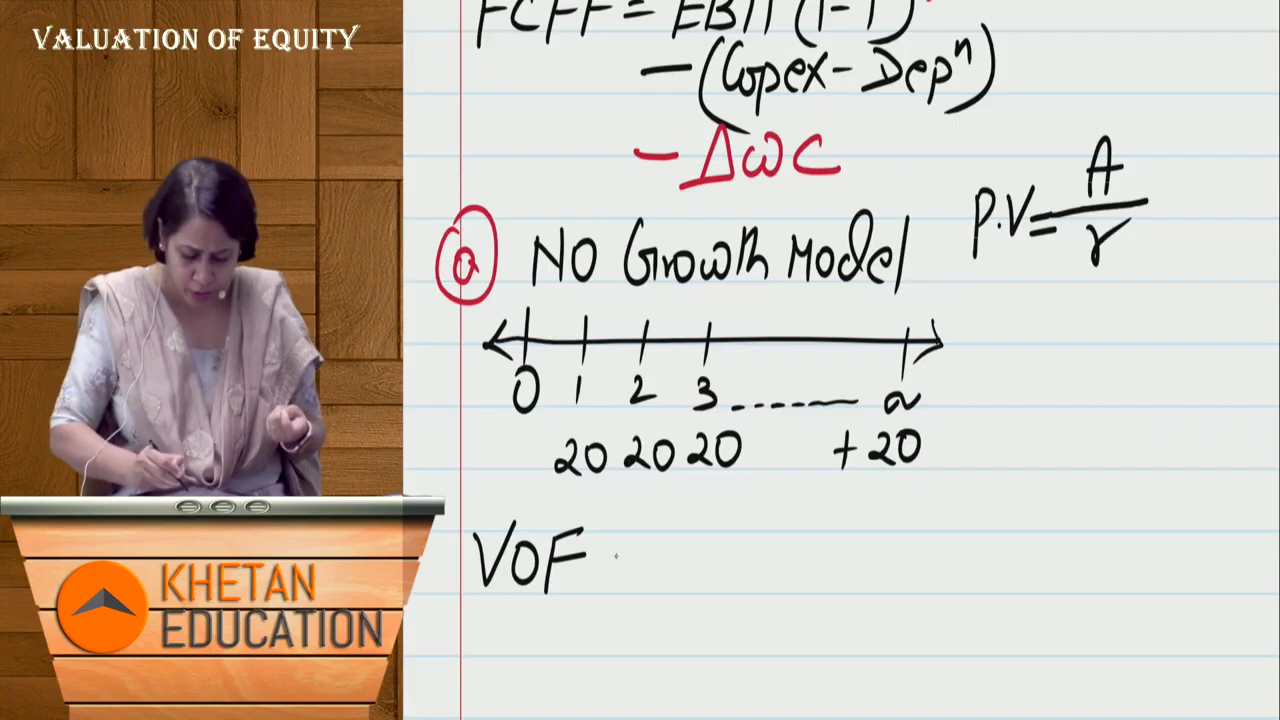 VALUATION OF EQUITY
FCFF = EBIT (1-T)
- (Capex - Depⁿ)
- ΔWC
P.V = A / r
a NO Growth Model
0 1 2 3 ....... ∞
20 20 20 + 20
VOF
KHETAN
EDUCATION